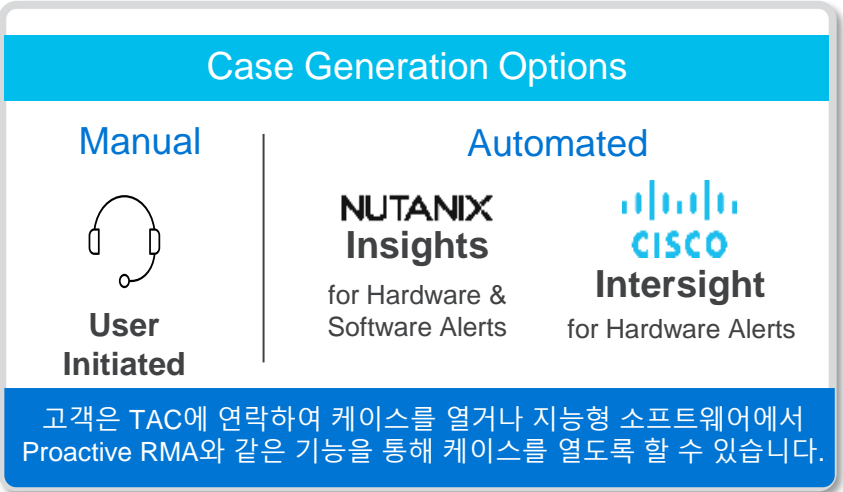 Case Generation Options
Manual
User
Initiated
Automated
NUTANIX
Insights
for Hardware &
Software Alerts
CISCO
Intersight
for Hardware Alerts
고객은 TAC에 연락하여 케이스를 열거나 지능형 소프트웨어에서
Proactive RMA와 같은 기능을 통해 케이스를 열도록 할 수 있습니다.